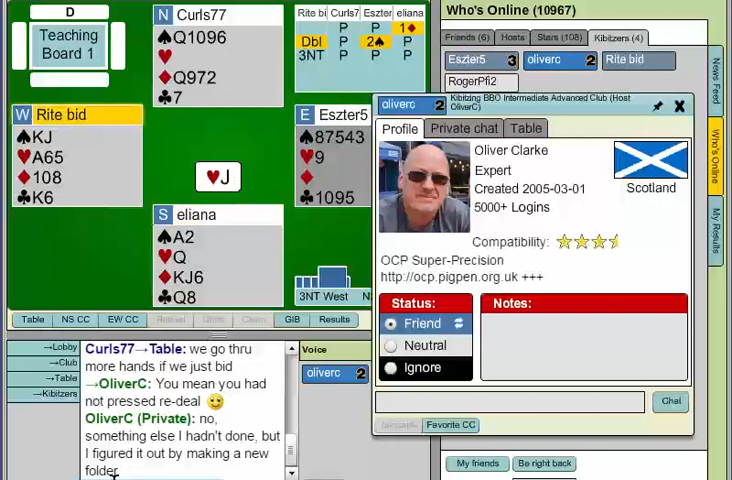 Teaching
Board 1
D
N Curls77
♠Q1096
♥
♦Q972
♣7
Rite bi Curls7 Eszter eliana
P P 1♦
Dbl P 2♠ P
3NT P P P
W Rite bid
♠KJ
♥A65
♦108
♣K6
E Eszter5
♠87543
♥9
♦
♣1095
♥J
S eliana
♠A2
♥Q
♦KJ6
♣Q8
3NT West N
Table NS CC EW CC GIB Results
→Lobby
→Club
→Table
→Kibitzers
Curls77→Table: we go thru
more hands if we just bid
→OliverC: You mean you had
not pressed re-deal
OliverC (Private): no,
something else I hadn't done, but
I figured it out by making a new
folder.
Voice
oliverc 2
Who's Online (10967)
Friends (6) Hosts Stars (108) Kibitzers (4)
Eszter5 3 oliverc 2 Rite bid
RogerPfi2
News Feed
Who's Online
My Results
oliverc 2 Kibitzing BBO Intermediate Advanced Club (Host
OliverC)
Profile Private chat Table
Oliver Clarke
Expert
Created 2005-03-01
5000+ Logins
Scotland
Compatibility:
OCP Super-Precision
http://ocp.pigpen.org.uk +++
Status:
Friend
Neutral
Ignore
Notes:
Chat
Favorite CC
My friends Be right back